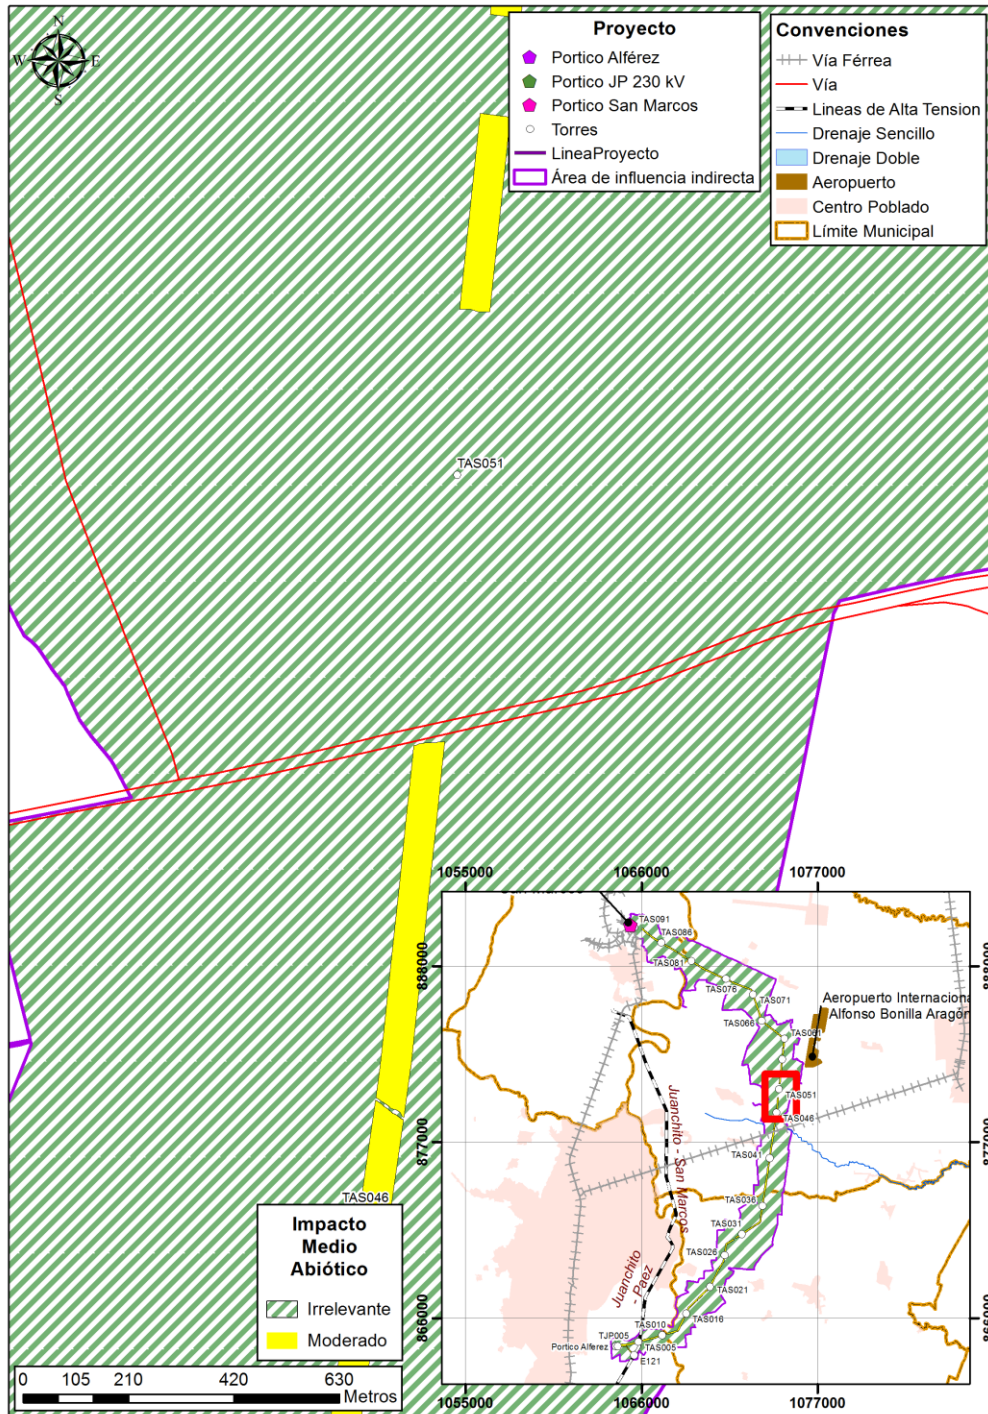 N
W
E
S
Proyecto
Portico Alférez
Portico JP 230 kV
Portico San Marcos
Torres
LineaProyecto
Área de influencia indirecta
Convenciones
Vía Férrea
Vía
Lineas de Alta Tension
Drenaje Sencillo
Drenaje Doble
Aeropuerto
Centro Poblado
Límite Municipal
TAS051
TAS046
Impacto
Medio
Abiótico
Irrelevante
Moderado
0 105 210 420 630
Metros
1055000 1066000 1077000
888000
877000
866000
TAS091
TAS086
TAS081
TAS076
TAS071
TAS066
TAS061
Aeropuerto Internaciona
Alfonso Bonilla Aragón
TAS051
TAS046
TAS041
TAS036
TAS031
TAS026
TAS021
TAS016
TAS010
TJP005
TAS005
Portico Alferez
E121
Juanchito - San Marcos
Juanchito
- Paez
888000
877000
866000
1055000 1066000 1077000